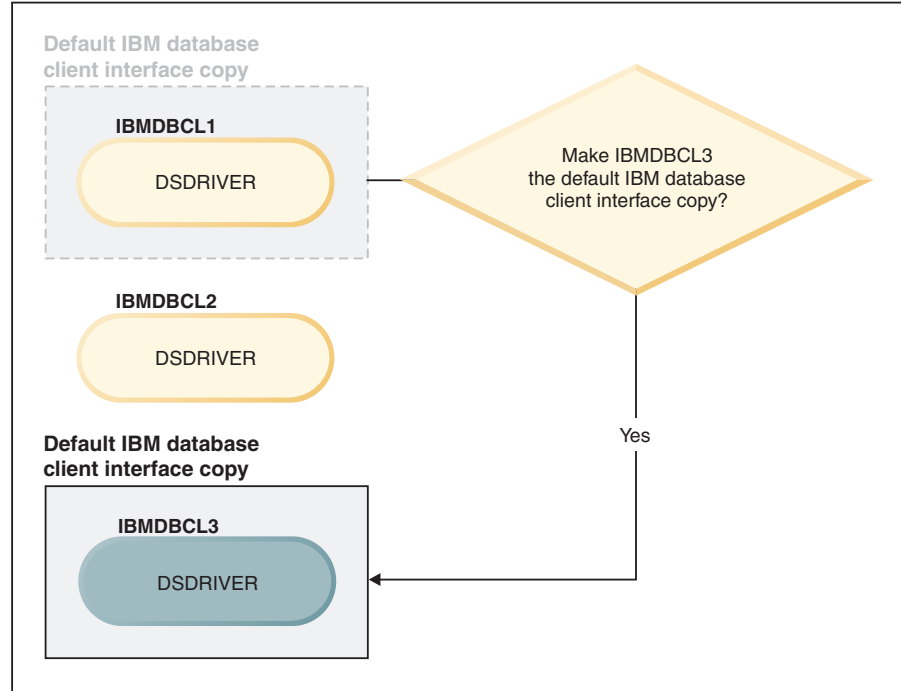 Default IBM database
client interface copy
IBMDBCL1
DSDRIVER
Make IBMDBCL3
the default IBM database
client interface copy?
IBMDBCL2
DSDRIVER
Yes
Default IBM database
client interface copy
IBMDBCL3
DSDRIVER